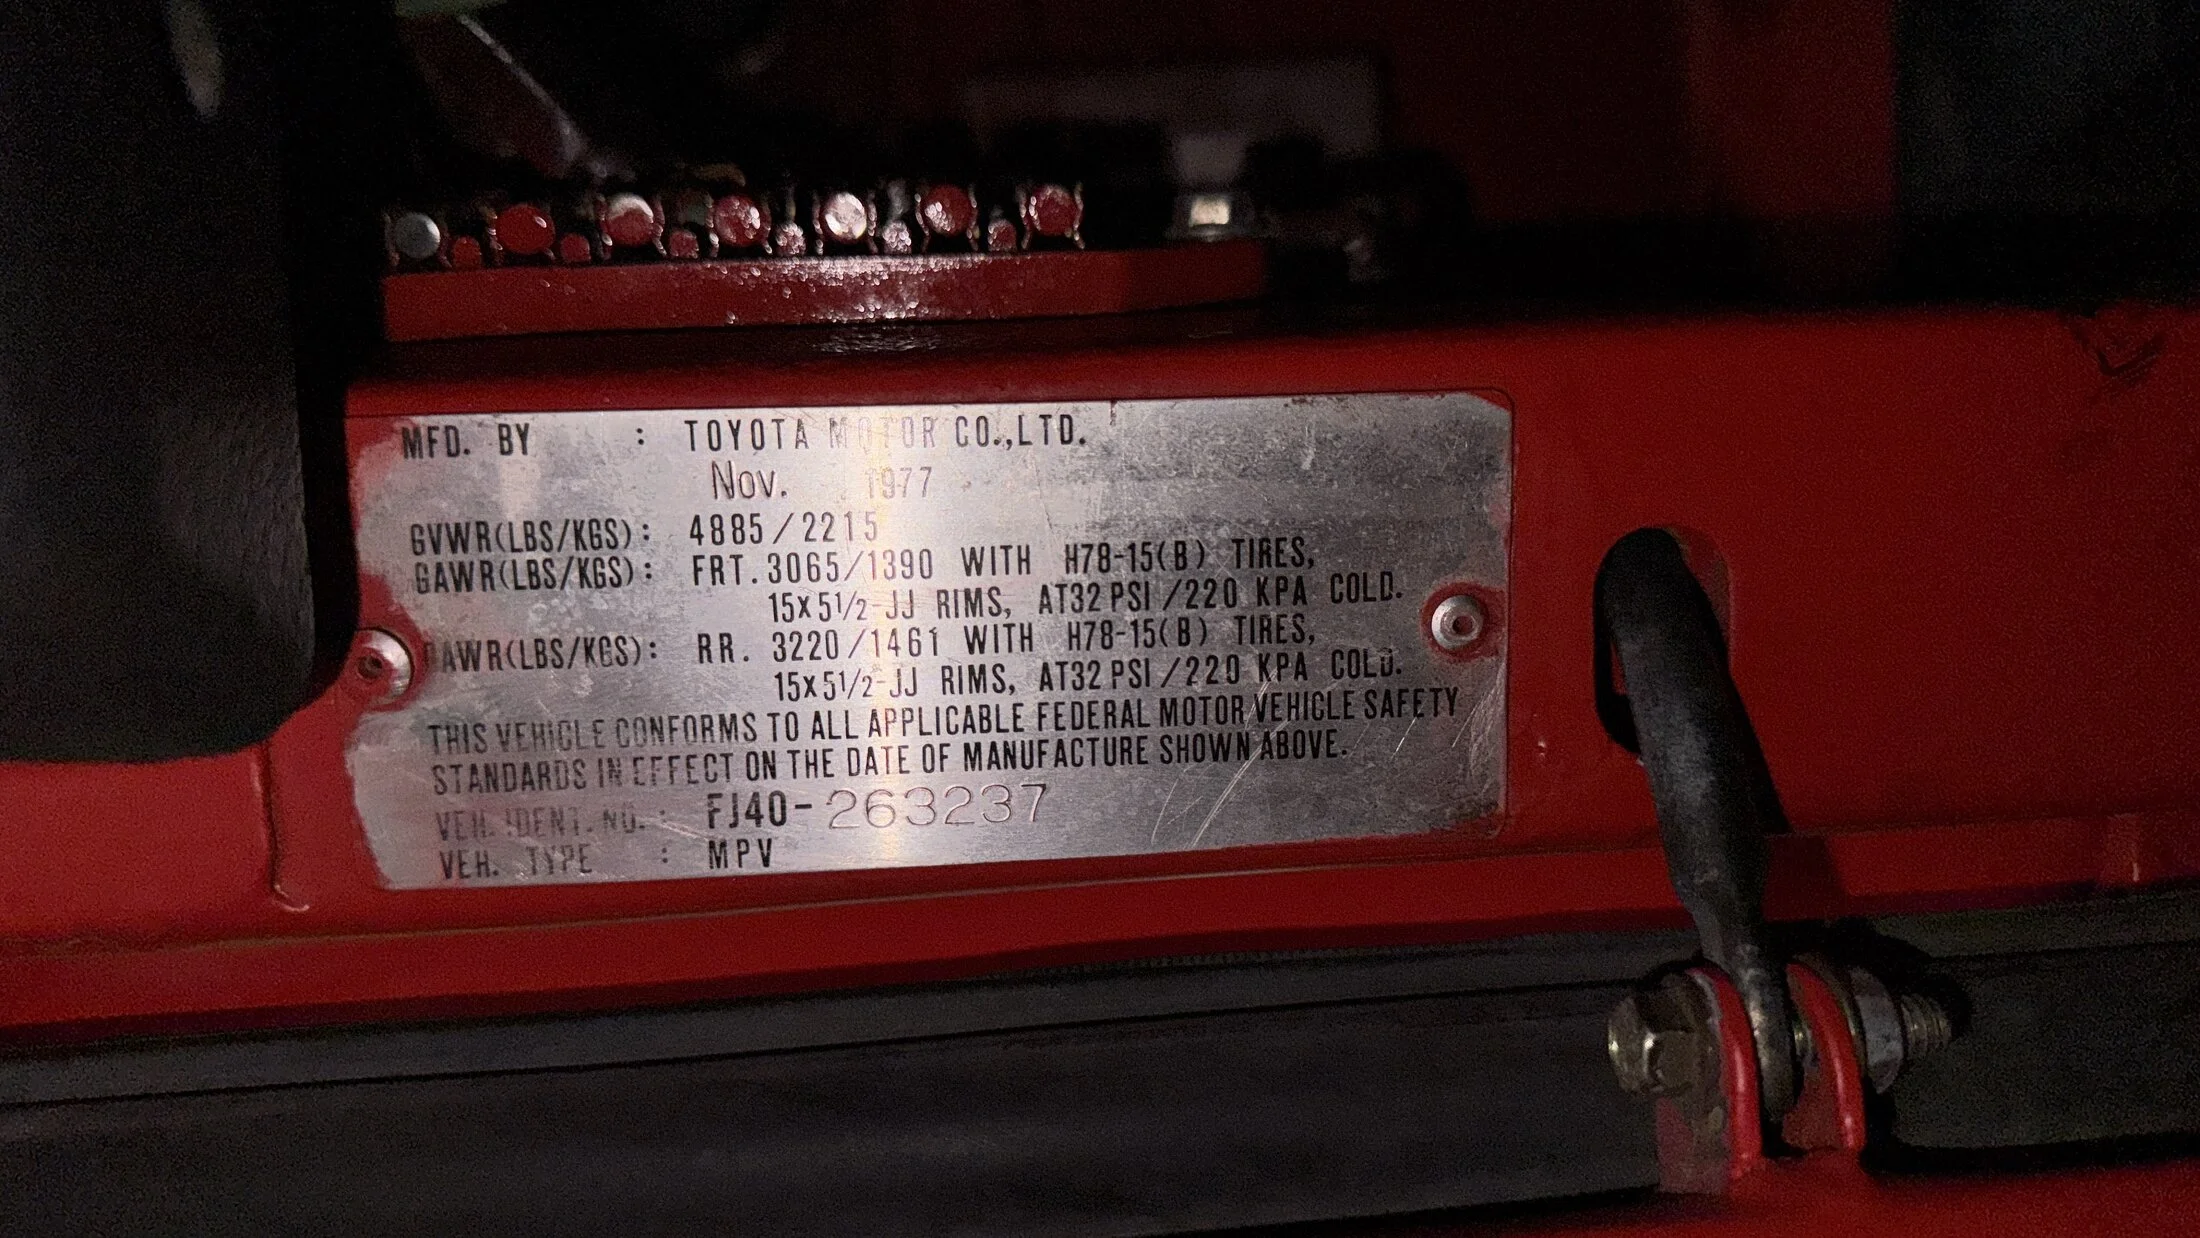 MFD. BY : TOYOTA MOTOR CO.,LTD.
Nov. 1977
GVWR(LBS/KGS): 4885/2215
GAWR(LBS/KGS): FRT. 3065/1390 WITH H78-15(B) TIRES,
15X5 1/2-JJ RIMS, AT32 PSI/220 KPA COLD.
GAWR(LBS/KGS): RR. 3220/1461 WITH H78-15(B) TIRES,
15X5 1/2-JJ RIMS, AT32 PSI/220 KPA COLD.
THIS VEHICLE CONFORMS TO ALL APPLICABLE FEDERAL MOTOR VEHICLE SAFETY
STANDARDS IN EFFECT ON THE DATE OF MANUFACTURE SHOWN ABOVE.
VEH. IDENT. NO. : FJ40-263237
VEH. TYPE : MPV